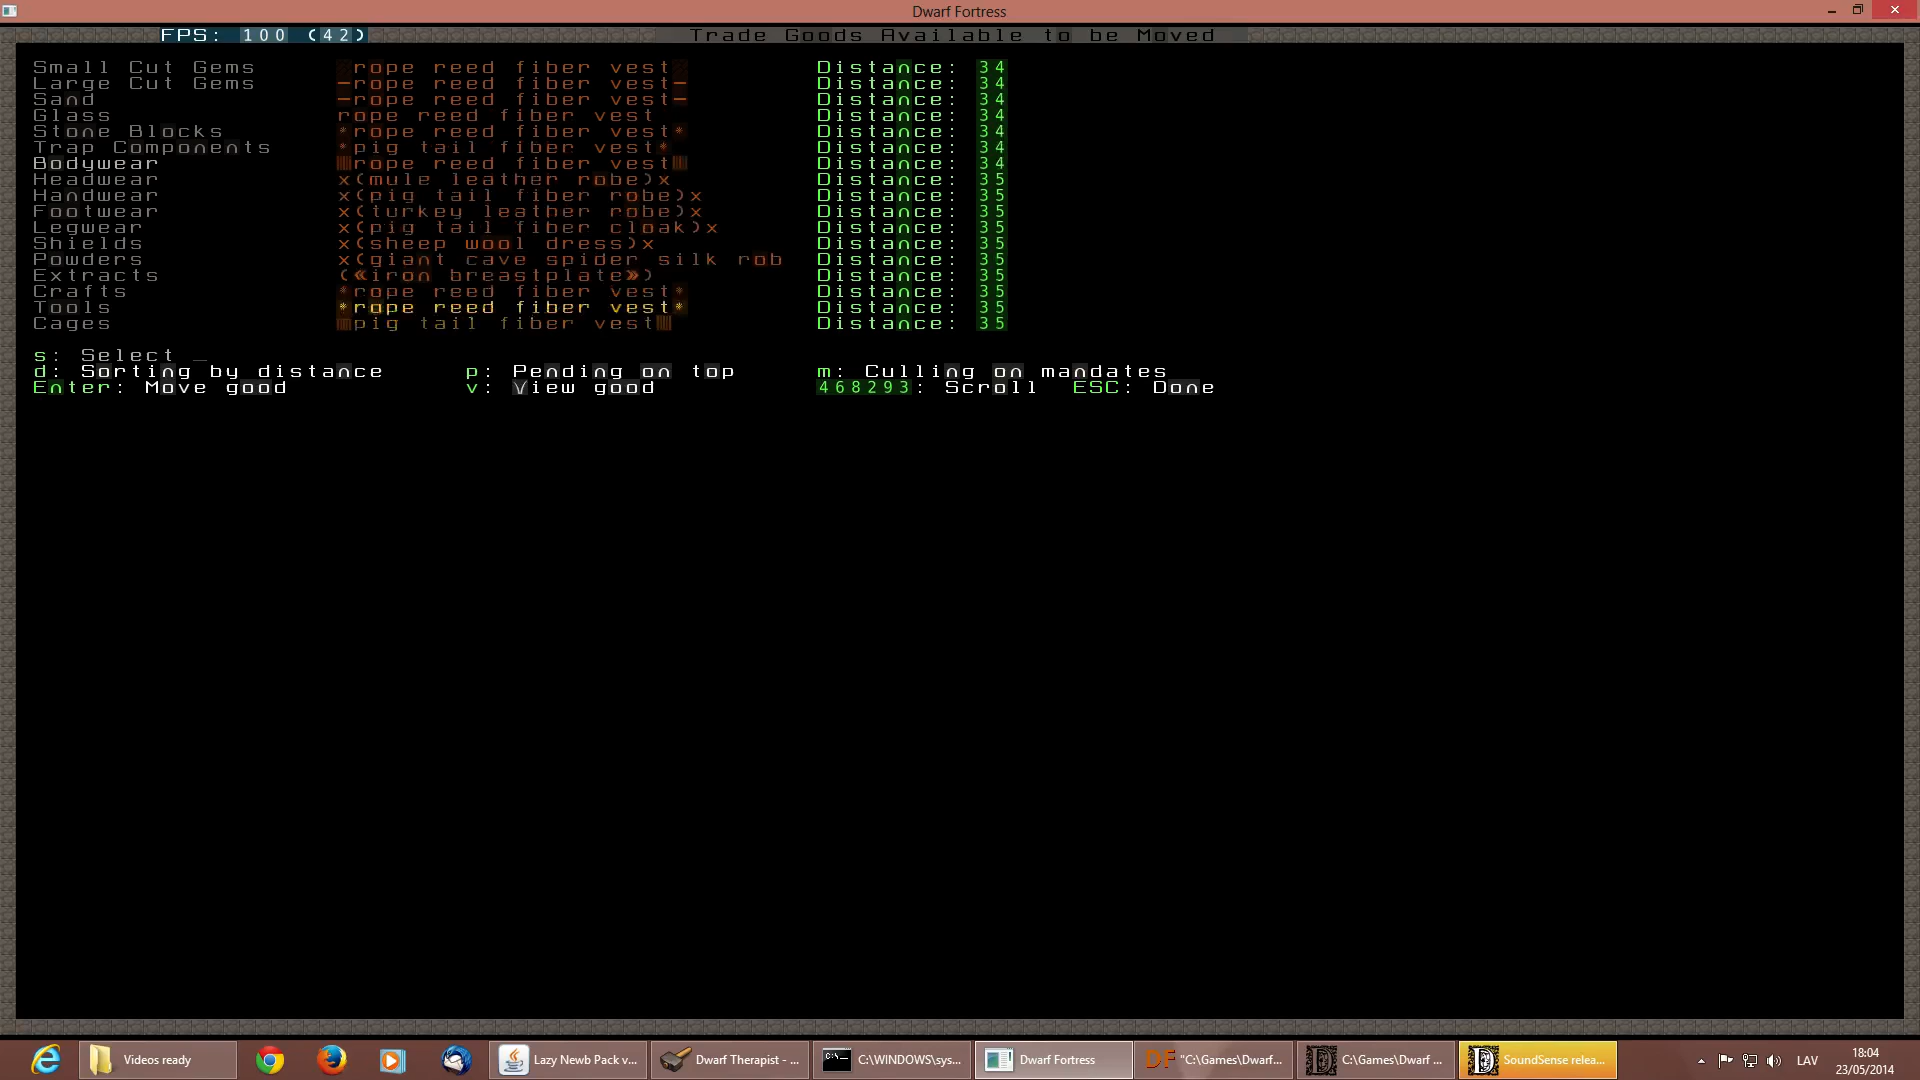 Dwarf Fortress
FPS: 100 (42) Trade Goods Available to be Moved
Small Cut Gems rope reed fiber vest Distance: 34
Large Cut Gems -rope reed fiber vest- Distance: 34
Sand -rope reed fiber vest- Distance: 34
Glass rope reed fiber vest Distance: 34
Stone Blocks *rope reed fiber vest* Distance: 34
Trap Components *pig tail fiber vest* Distance: 34
Bodywear rope reed fiber vest Distance: 34
Headwear x(mule leather robe)x Distance: 35
Handwear x(pig tail fiber robe)x Distance: 35
Footwear x(turkey leather robe)x Distance: 35
Legwear x(pig tail fiber cloak)x Distance: 35
Shields x(sheep wool dress)x Distance: 35
Powders x(giant cave spider silk rob Distance: 35
Extracts («iron breastplate») Distance: 35
Crafts *rope reed fiber vest* Distance: 35
Tools *rope reed fiber vest* Distance: 35
Cages pig tail fiber vest Distance: 35
s: Select _
d: Sorting by distance p: Pending on top m: Culling on mandates
Enter: Move good v: View good 468293: Scroll ESC: Done
Videos ready Lazy Newb Pack v... Dwarf Therapist - ... C:\WINDOWS\sys... Dwarf Fortress DF "C:\Games\Dwarf... C:\Games\Dwarf ... SoundSense relea... LAV 18:04
23/05/2014